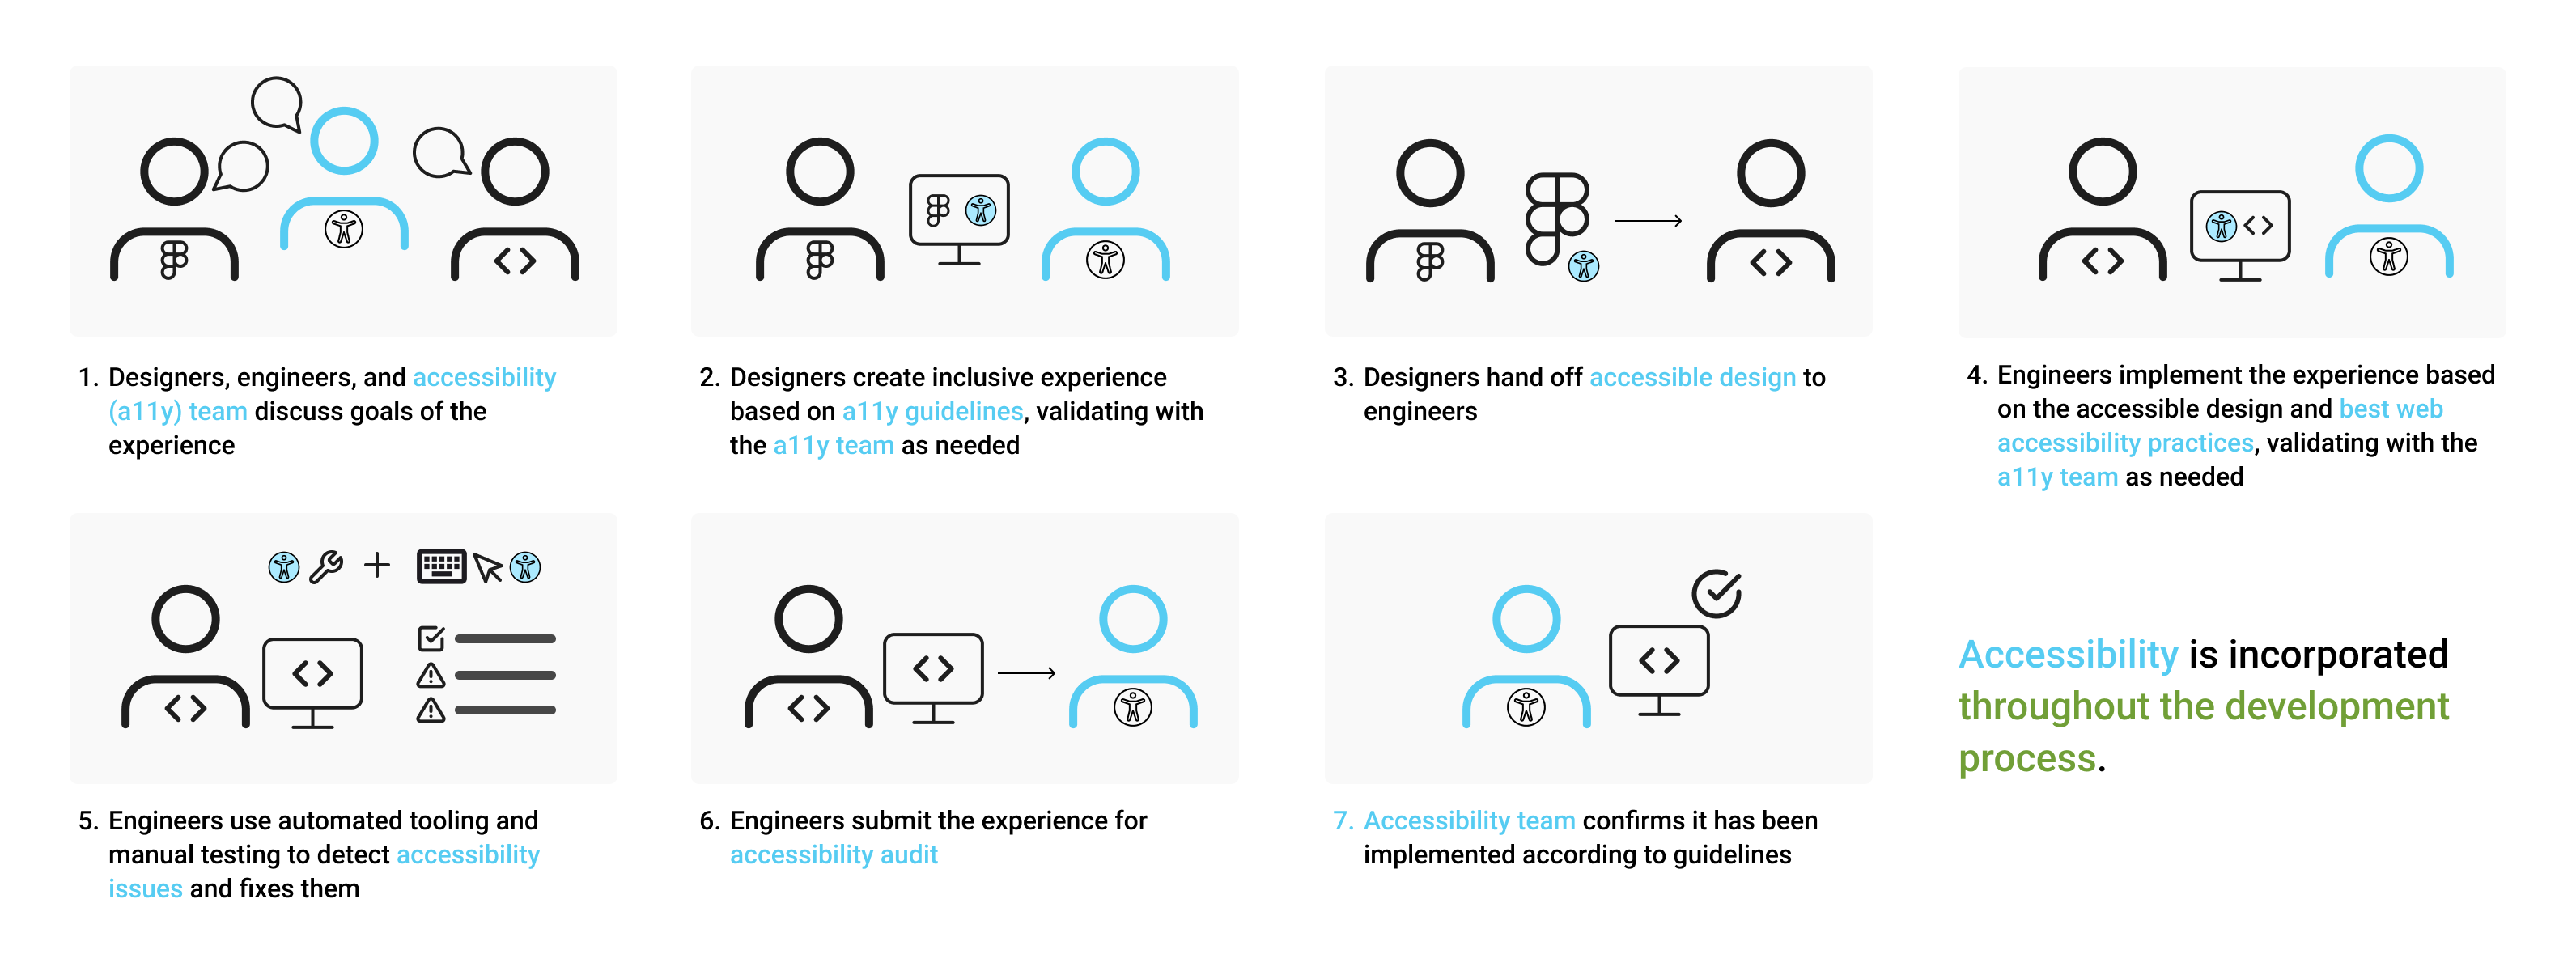 1. Designers, engineers, and accessibility
(a11y) team discuss goals of the
experience
2. Designers create inclusive experience
based on a11y guidelines, validating with
the a11y team as needed
3. Designers hand off accessible design to
engineers
4. Engineers implement the experience based
on the accessible design and best web
accessibility practices, validating with the
a11y team as needed
5. Engineers use automated tooling and
manual testing to detect accessibility
issues and fixes them
6. Engineers submit the experience for
accessibility audit
7. Accessibility team confirms it has been
implemented according to guidelines
Accessibility is incorporated
throughout the development
process.